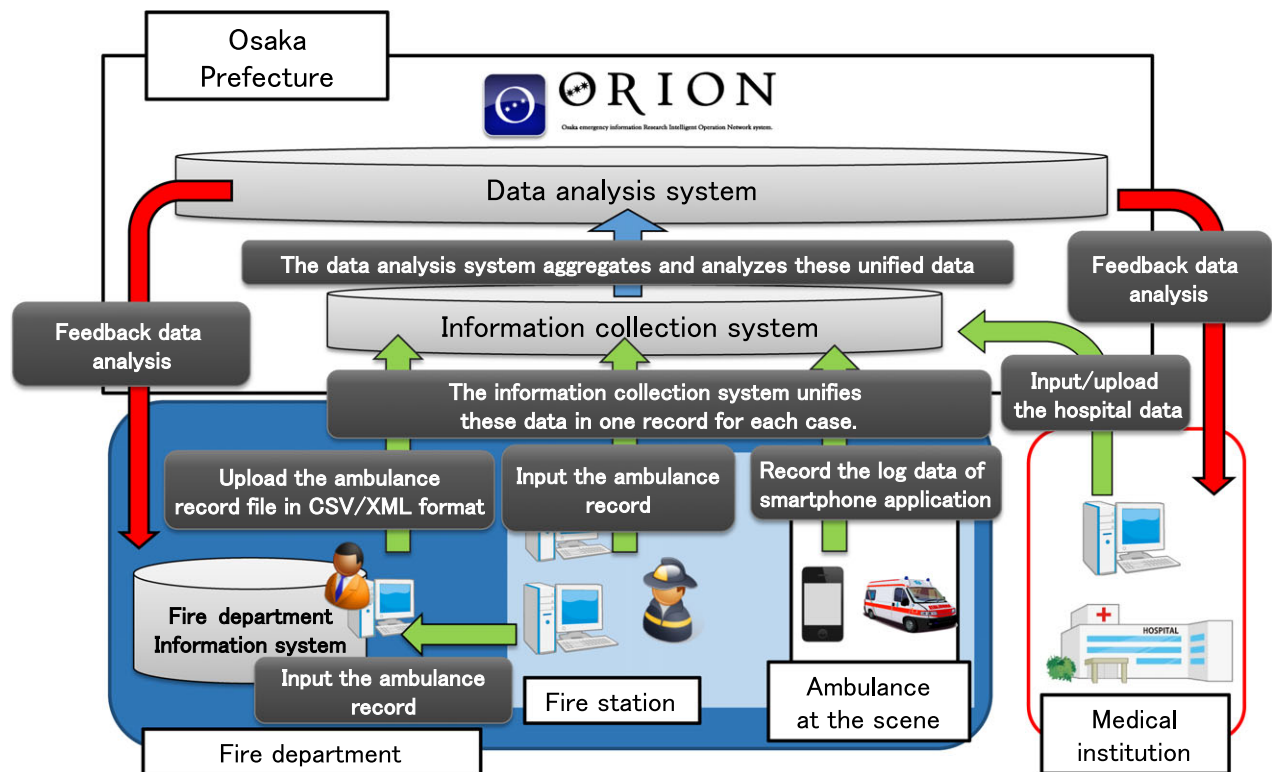 Osaka
Prefecture
O
ORION
Osaka emergency information Research Intelligent Operation Network system.
Data analysis system
The data analysis system aggregates and analyzes these unified data
Feedback data
analysis
Feedback data
analysis
Information collection system
The information collection system unifies
these data in one record for each case.
Input/upload
the hospital data
Upload the ambulance
record file in CSV/XML format
Input the ambulance
record
Record the log data of
smartphone application
Fire department
Information system
Input the ambulance
record
Fire station
Ambulance
at the scene
HOSPITAL
Medical
institution
Fire department